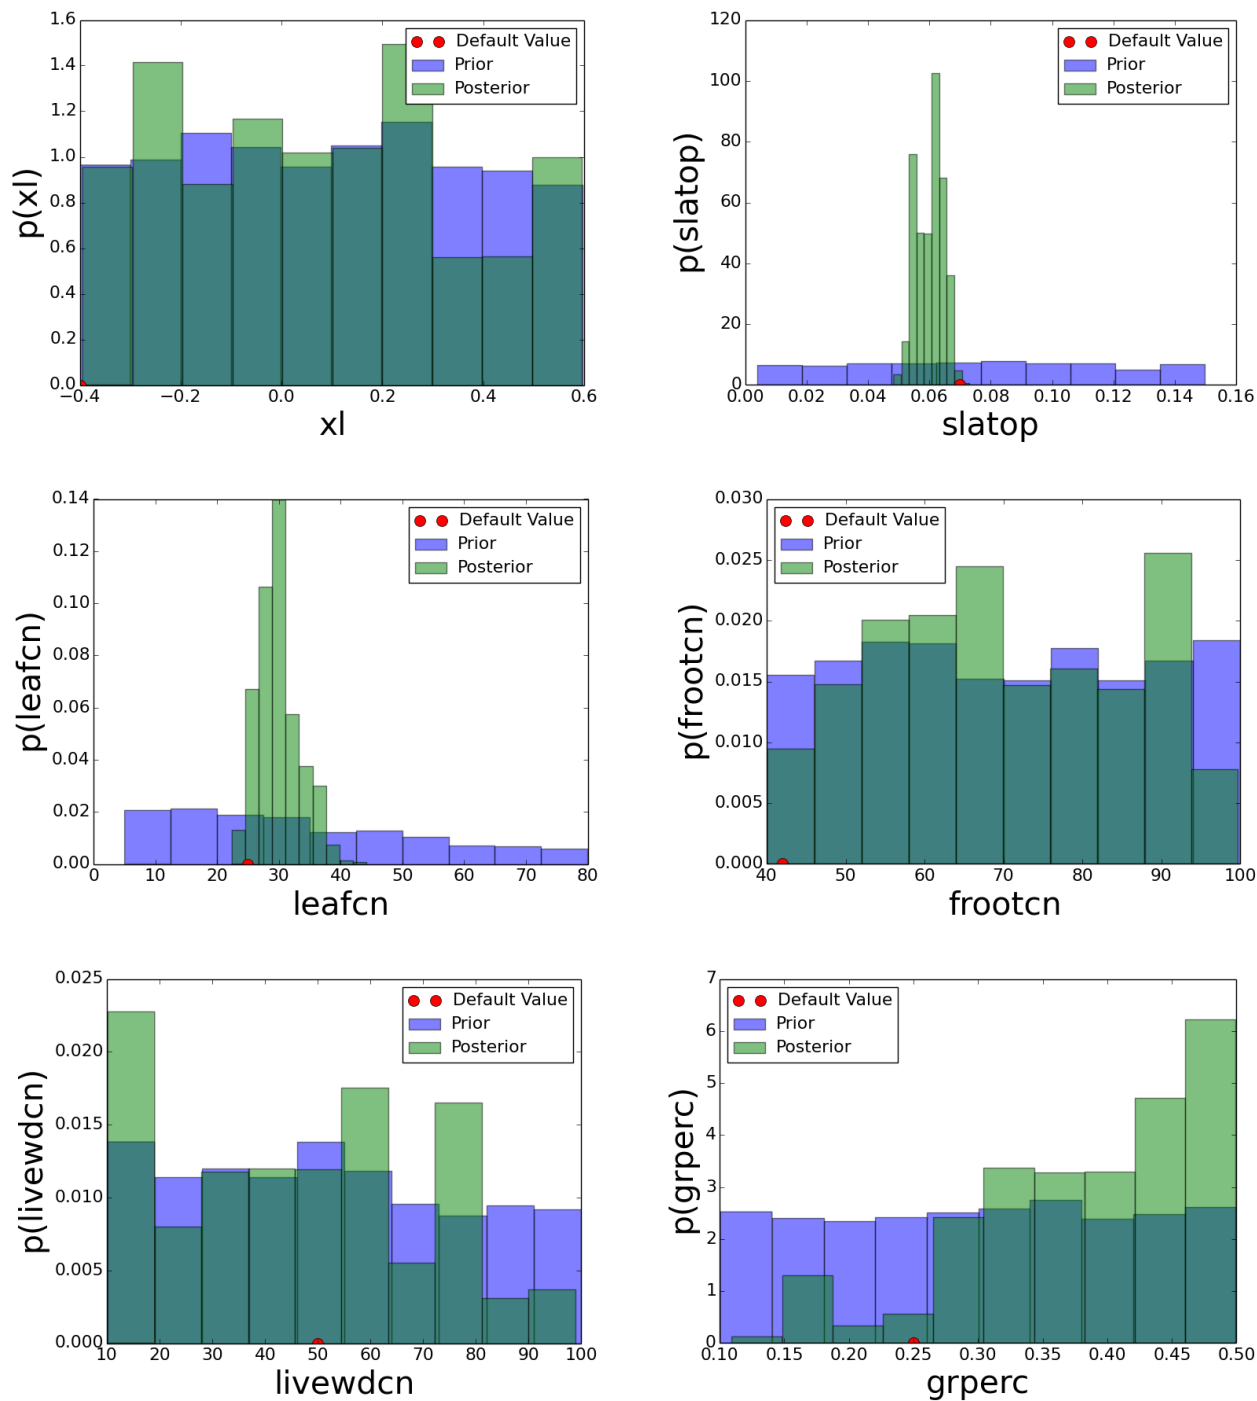 1.6
1.4
1.2
1.0
0.8
0.6
0.4
0.2
0.0
p(xl)
Default Value
Prior
Posterior
−0.4 −0.2 0.0 0.2 0.4 0.6
xl
120
100
80
60
40
20
0
p(slatop)
Default Value
Prior
Posterior
0.00 0.02 0.04 0.06 0.08 0.10 0.12 0.14 0.16
slatop
0.14
0.12
0.10
0.08
0.06
0.04
0.02
0.00
p(leafcn)
Default Value
Prior
Posterior
0 10 20 30 40 50 60 70 80
leafcn
0.030
0.025
0.020
0.015
0.010
0.005
0.000
p(frootcn)
Default Value
Prior
Posterior
40 50 60 70 80 90 100
frootcn
0.025
0.020
0.015
0.010
0.005
0.000
p(livewdcn)
Default Value
Prior
Posterior
10 20 30 40 50 60 70 80 90 100
livewdcn
7
6
5
4
3
2
1
0
p(grperc)
Default Value
Prior
Posterior
0.10 0.15 0.20 0.25 0.30 0.35 0.40 0.45 0.50
grperc